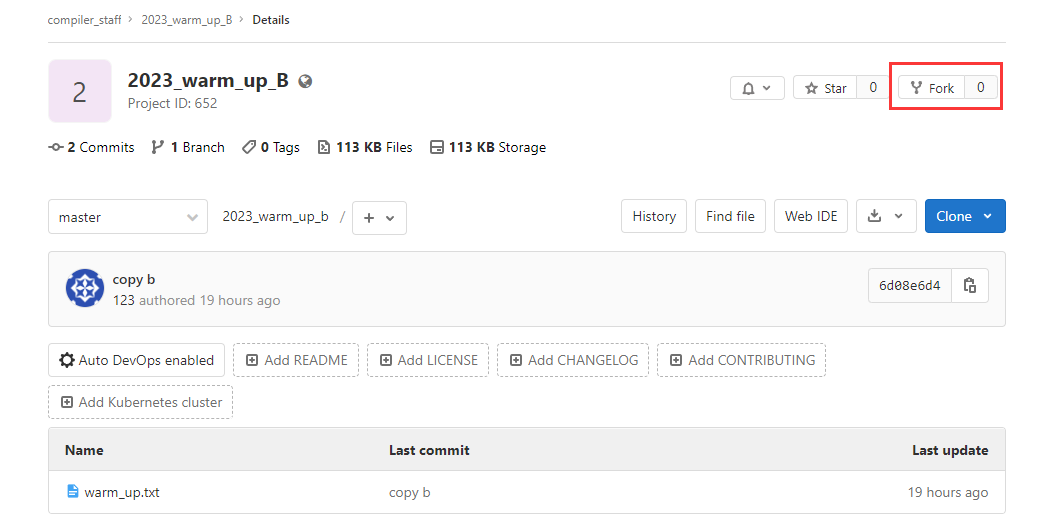 compiler_staff > 2023_warm_up_B > Details
2
2023_warm_up_B
Project ID: 652
Star 0
Fork 0
2 Commits 1 Branch 0 Tags 113 KB Files 113 KB Storage
master 2023_warm_up_b / + History Find file Web IDE Clone
copy b
123 authored 19 hours ago
6d08e6d4
Auto DevOps enabled Add README Add LICENSE Add CHANGELOG Add CONTRIBUTING
Add Kubernetes cluster
Name Last commit Last update
warm_up.txt copy b 19 hours ago